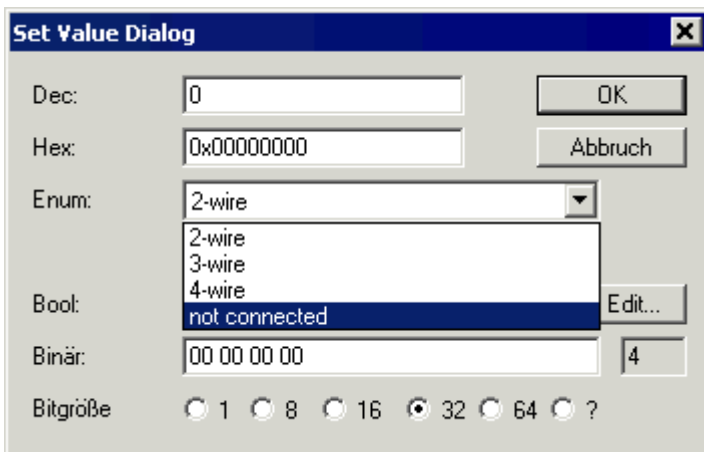 Set Value Dialog
Dec: 0 OK
Hex: 0x00000000 Abbruch
Enum: 2-wire
2-wire
3-wire
4-wire
not connected
Bool: Edit...
Binär: 00 00 00 00 4
Bitgröße 1 8 16 32 64 ?